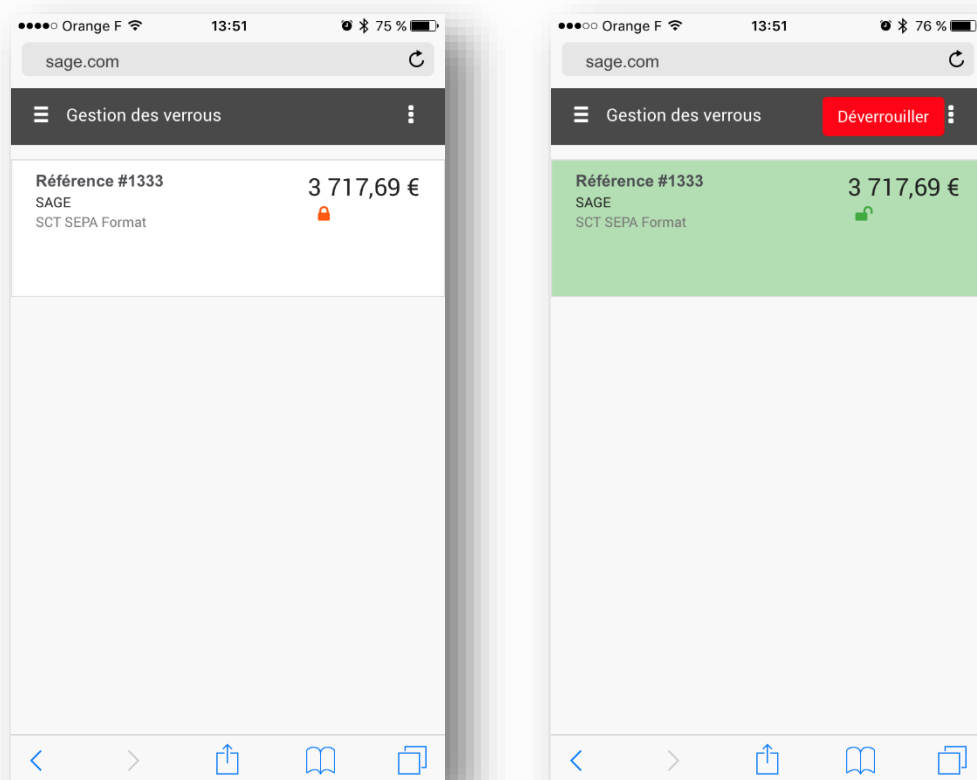 Orange F 13:51 75 %
sage.com
Gestion des verrous
Référence #1333
SAGE
SCT SEPA Format
3 717,69 €
Orange F 13:51 76 %
sage.com
Gestion des verrous Déverrouiller
Référence #1333
SAGE
SCT SEPA Format
3 717,69 €